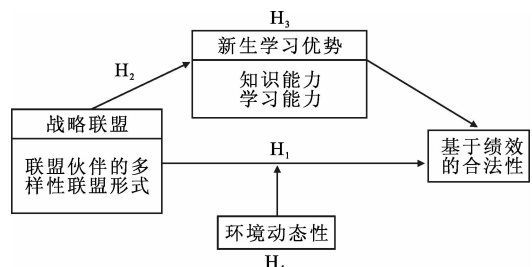 H₃
新生学习优势
H₂
知识能力
学习能力
战略联盟
联盟伙伴的多
样性联盟形式
H₁
基于绩效
的合法性
环境动态性